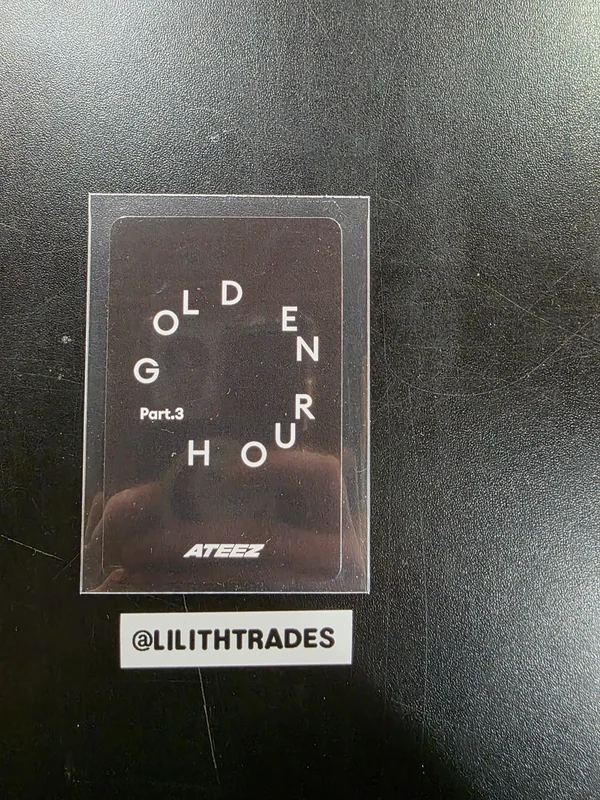 GOLDEN
HOUR
Part.3
ATEEZ
@LILITHTRADES